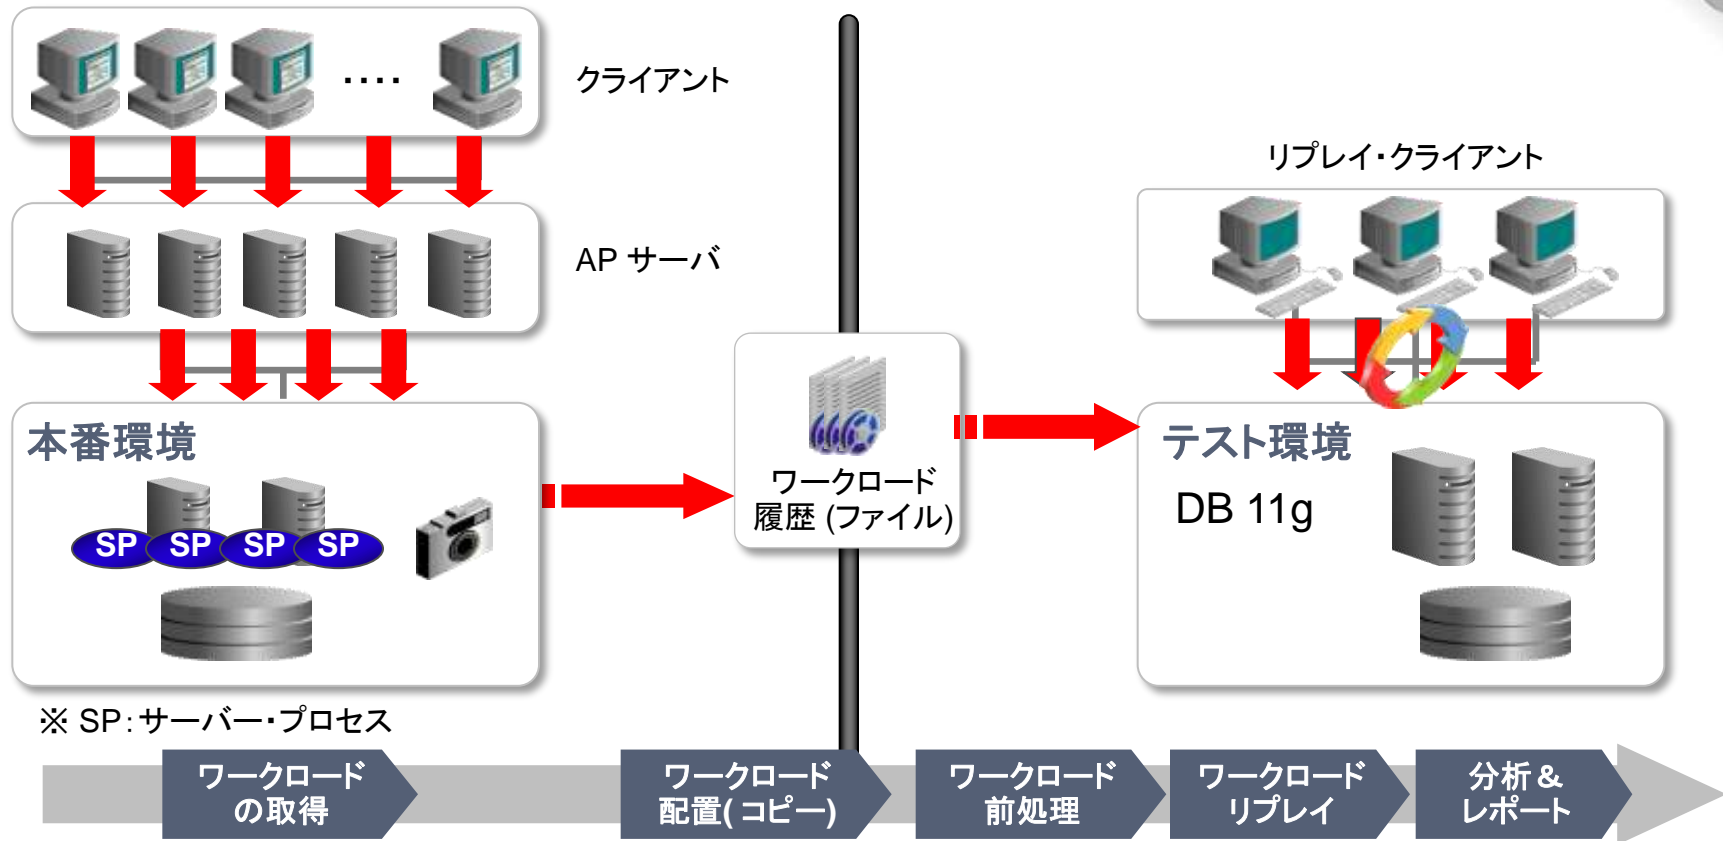 クライアント
AP サーバ
リプレイ・クライアント
本番環境
SP SP SP SP
ワークロード
履歴 (ファイル)
テスト環境
DB 11g
※ SP:サーバー・プロセス
ワークロード
の取得
ワークロード
配置(コピー)
ワークロード
前処理
ワークロード
リプレイ
分析&
レポート